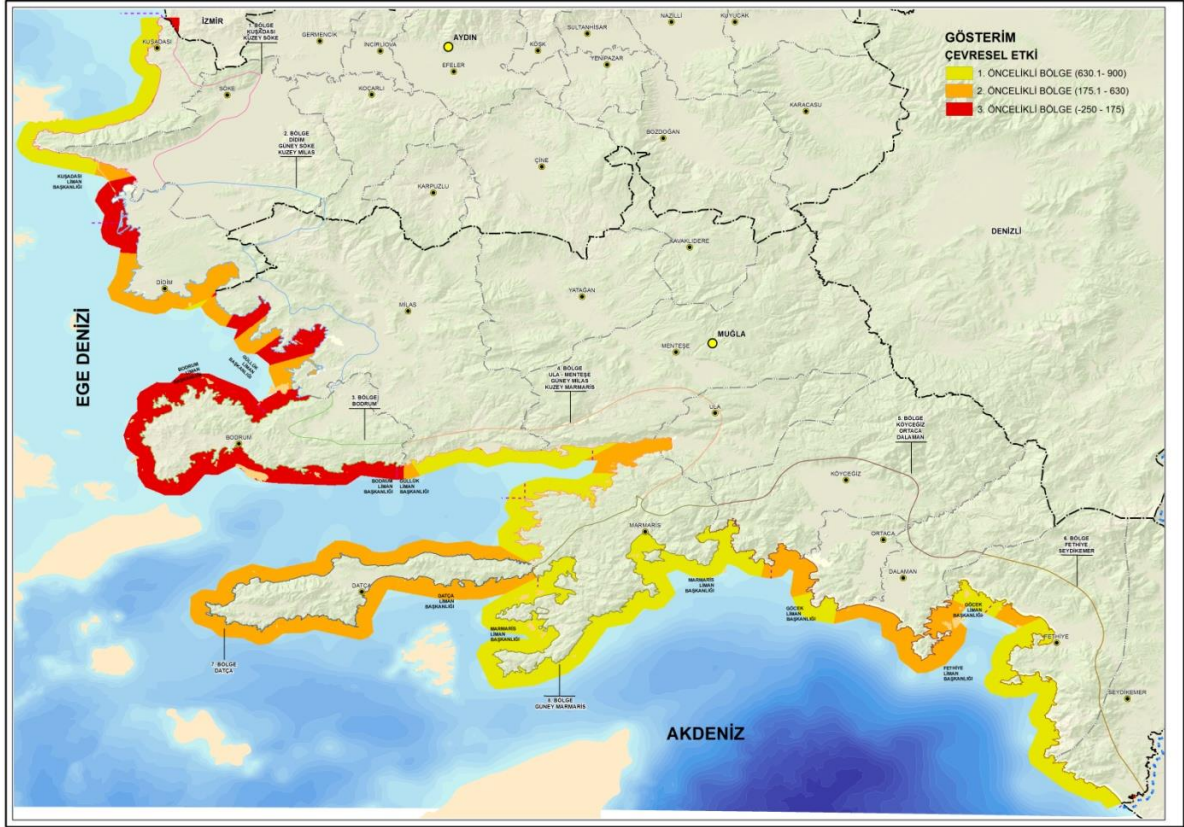 GÖSTERİM
ÇEVRESEL ETKİ
1. ÖNCELİKLİ BÖLGE (630.1- 900)
2. ÖNCELİKLİ BÖLGE (175.1 - 630)
3. ÖNCELİKLİ BÖLGE (-250 - 175)
İZMİR
KUŞADASI
1. BÖLGE
KUŞADASI
KUZEY SÖKE
GERMENCİK
İNCİRLİOVA
AYDIN
EFELER
KÖŞK
SULTANHİSAR
YENİPAZAR
NAZİLLİ
KUYUCAK
SÖKE
KOÇARLI
KARACASU
BOZDOĞAN
2. BÖLGE
DİDİM
GÜNEY SÖKE
KUZEY MİLAS
ÇİNE
KARPUZLU
KUŞADASI
LİMAN
BAŞKANLIĞI
DENİZLİ
KAVAKLIDERE
DİDİM
YATAĞAN
MİLAS
EGE DENİZİ
MUĞLA
MENTEŞE
GÜLLÜK
LİMAN
BAŞKANLIĞI
BODRUM
LİMAN
3. BÖLGE
BODRUM
4. BÖLGE
ULA - MENTEŞE
GÜNEY MİLAS
KUZEY MARMARİS
ULA
5. BÖLGE
KÖYCEĞİZ
ORTACA
DALAMAN
BODRUM
BODRUM
LİMAN
BAŞKANLIĞI
GÜLLÜK
LİMAN
BAŞKANLIĞI
KÖYCEĞİZ
MARMARİS
ORTACA
6. BÖLGE
FETHİYE
SEYDİKEMER
DALAMAN
DATÇA
DATÇA
LİMAN
BAŞKANLIĞI
MARMARİS
LİMAN
BAŞKANLIĞI
GÖCEK
LİMAN
BAŞKANLIĞI
GÖCEK
LİMAN
BAŞKANLIĞI
MARMARİS
LİMAN
BAŞKANLIĞI
FETHİYE
7. BÖLGE
DATÇA
FETHİYE
LİMAN
BAŞKANLIĞI
SEYDİKEMER
GÜNEY MARMARİS
AKDENİZ